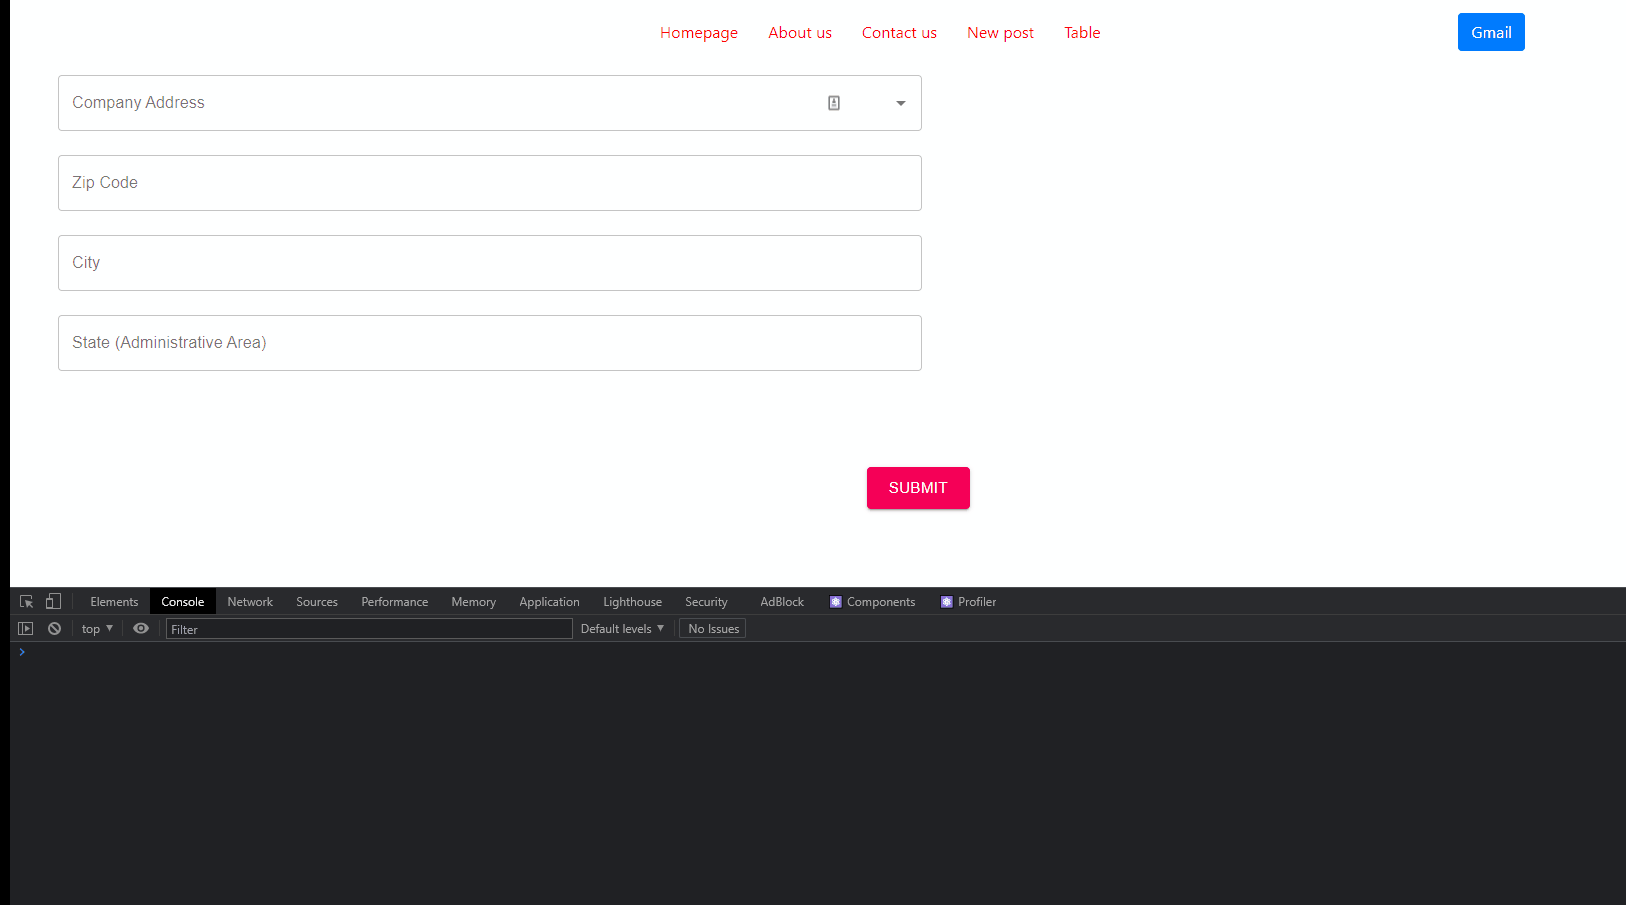 Homepage About us Contact us New post Table Gmail
Company Address
Zip Code
City
State (Administrative Area)
SUBMIT
Elements Console Network Sources Performance Memory Application Lighthouse Security AdBlock Components Profiler
top Filter Default levels No Issues